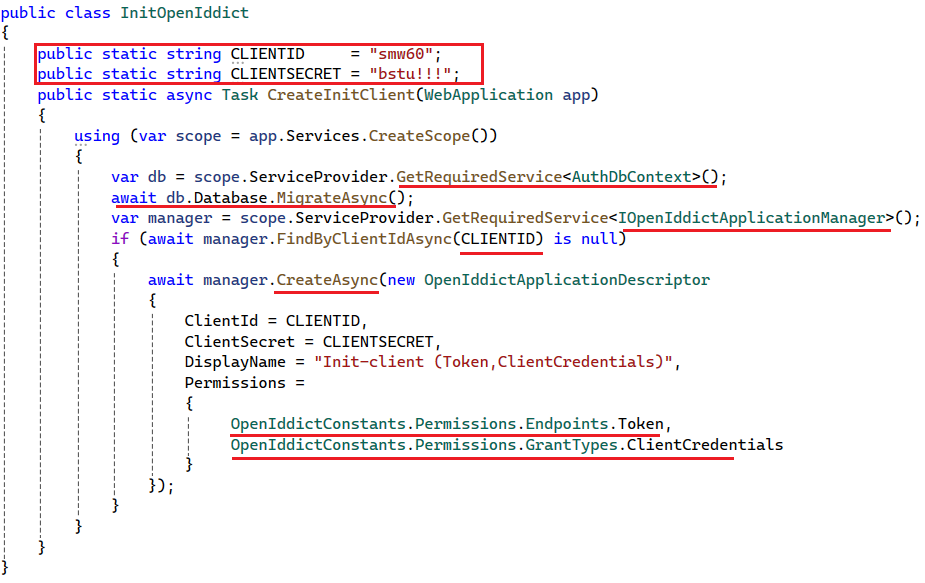 public class InitOpenIddict
{
    public static string CLIENTID     = "smw60";
    public static string CLIENTSECRET = "bstu!!!";
    public static async Task CreateInitClient(WebApplication app)
    {
        using (var scope = app.Services.CreateScope())
        {
            var db = scope.ServiceProvider.GetRequiredService<AuthDbContext>();
            await db.Database.MigrateAsync();
            var manager = scope.ServiceProvider.GetRequiredService<IOpenIddictApplicationManager>();
            if (await manager.FindByClientIdAsync(CLIENTID) is null)
            {
                await manager.CreateAsync(new OpenIddictApplicationDescriptor
                {
                    ClientId = CLIENTID,
                    ClientSecret = CLIENTSECRET,
                    DisplayName = "Init-client (Token,ClientCredentials)",
                    Permissions =
                    {
                         OpenIddictConstants.Permissions.Endpoints.Token,
                         OpenIddictConstants.Permissions.GrantTypes.ClientCredentials
                    }
                });
            }
        }
    }
}